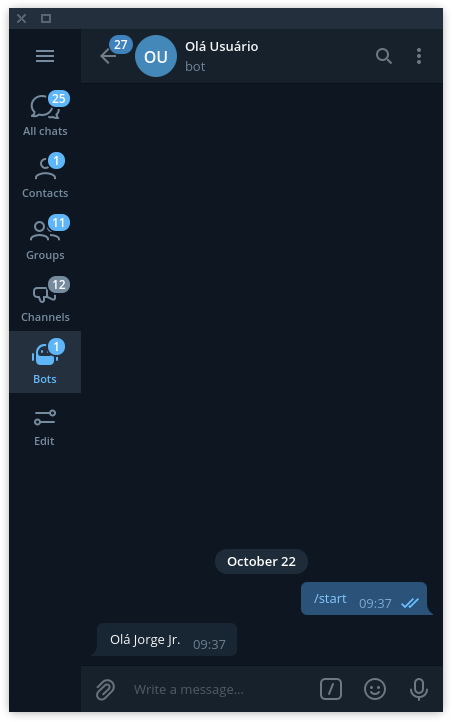 27
OU
Olá Usuário
bot
25
All chats
1
Contacts
11
Groups
12
Channels
1
Bots
Edit
October 22
/start 09:37
Olá Jorge Jr. 09:37
Write a message...
/